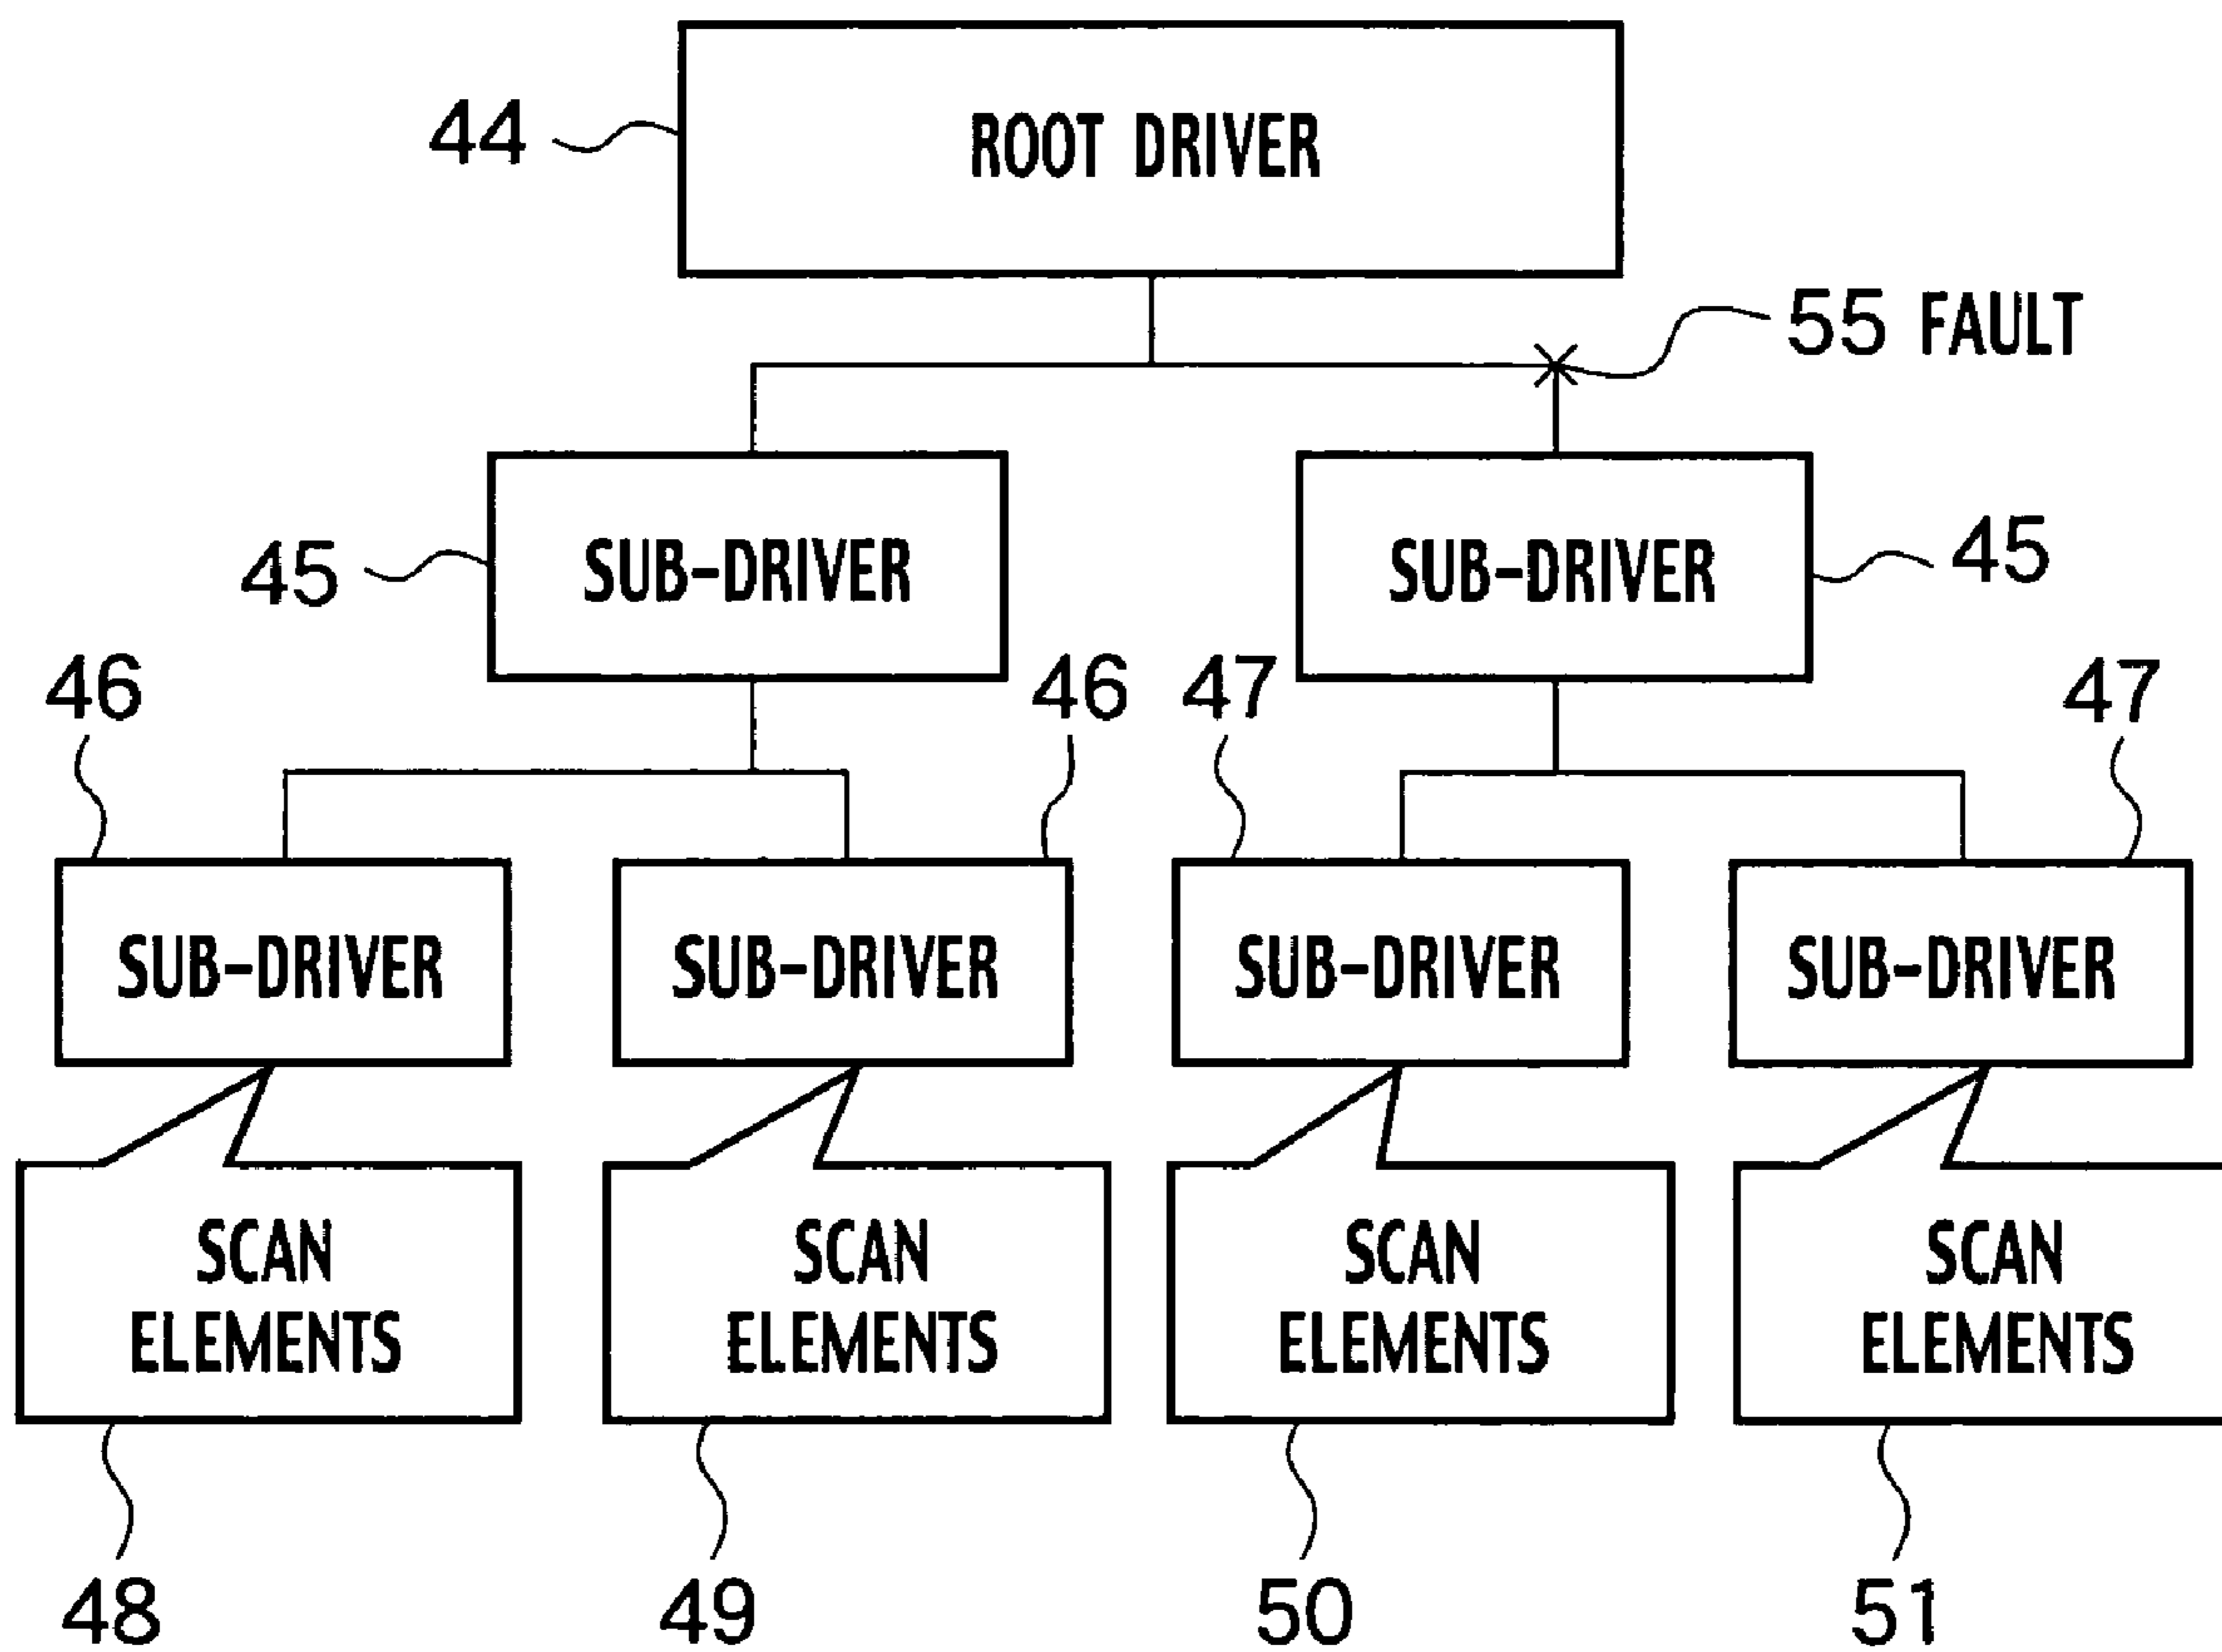 44
ROOT DRIVER
55 FAULT
45
SUB-DRIVER
SUB-DRIVER
45
46
46
47
47
SUB-DRIVER
SUB-DRIVER
SUB-DRIVER
SUB-DRIVER
SCAN
ELEMENTS
SCAN
ELEMENTS
SCAN
ELEMENTS
SCAN
ELEMENTS
48
49
50
51